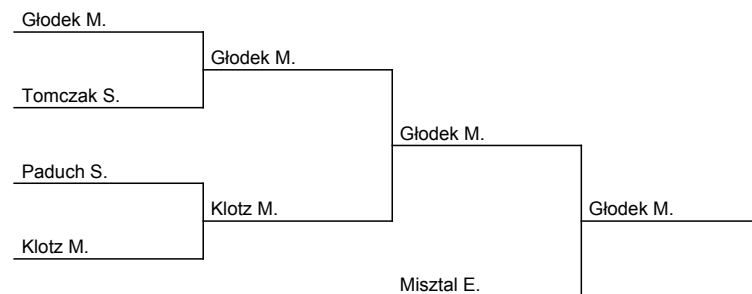 Głodek M.
Głodek M.
Tomczak S.
Głodek M.
Paduch S.
Klotz M.
Głodek M.
Klotz M.
Misztal E.